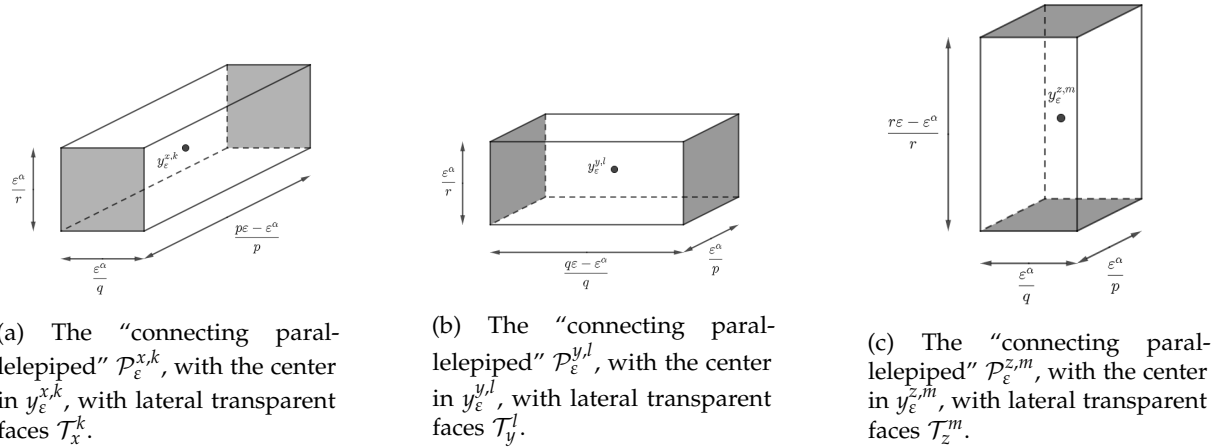 y_ε^{x,k}
ε^α/r
ε^α/q
pε − ε^α/p
(a) The “connecting paral-
lelepiped” P_ε^{x,k}, with the center
in y_ε^{x,k}, with lateral transparent
faces T_x^k.
y_ε^{y,l}
ε^α/r
qε − ε^α/q
ε^α/p
(b) The “connecting paral-
lelepiped” P_ε^{y,l}, with the center
in y_ε^{y,l}, with lateral transparent
faces T_y^l.
y_ε^{z,m}
rε − ε^α/r
ε^α/q
ε^α/p
(c) The “connecting paral-
lelepiped” P_ε^{z,m}, with the center
in y_ε^{z,m}, with lateral transparent
faces T_z^m.